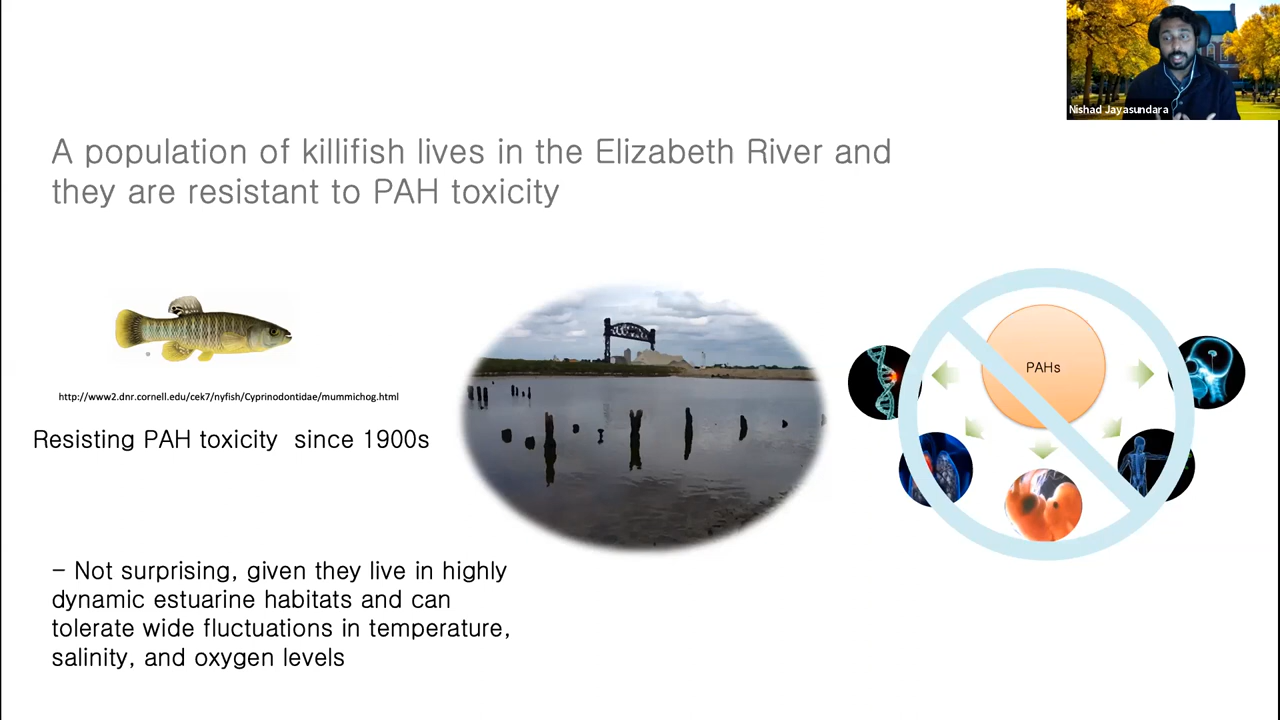 Nishad Jayasundara
A population of killifish lives in the Elizabeth River and
they are resistant to PAH toxicity
PAHs
http://www2.dnr.cornell.edu/cek7/nyfish/Cyprinodontidae/mummichog.html
Resisting PAH toxicity  since 1900s
– Not surprising, given they live in highly
dynamic estuarine habitats and can
tolerate wide fluctuations in temperature,
salinity, and oxygen levels